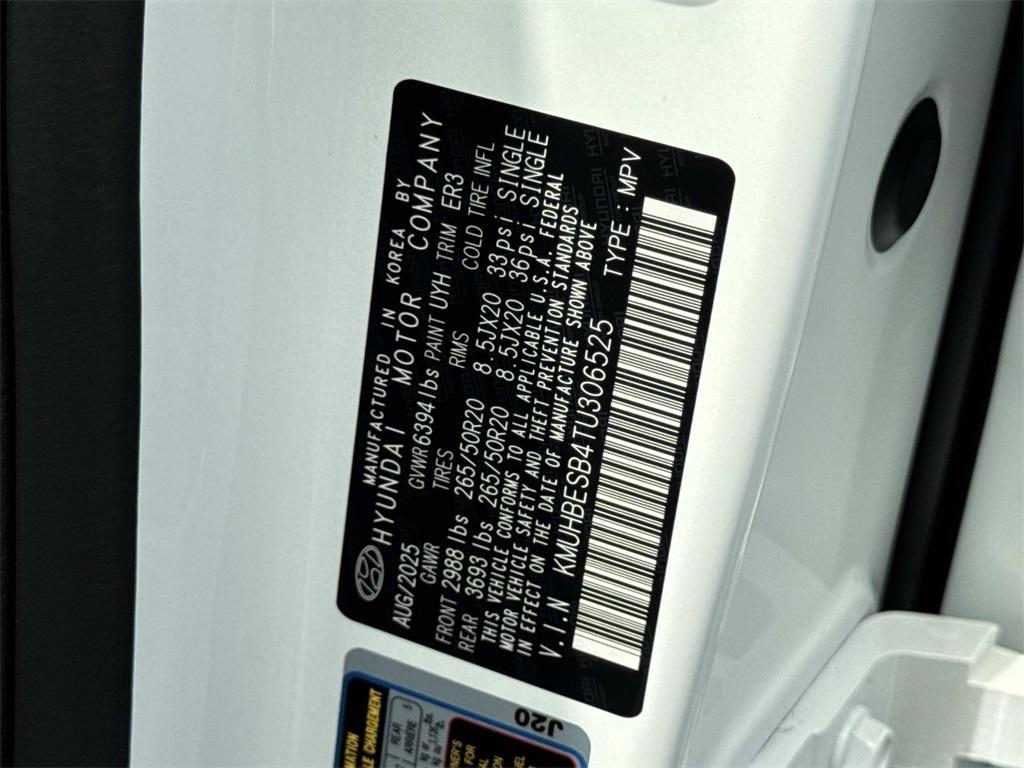 MANUFACTURED IN KOREA BY
HYUNDAI MOTOR COMPANY
AUG/2025 GVWR 6394 lbs PAINT UYH TRIM ER3
GAWR TIRES RIMS COLD TIRE INFL
FRONT 2988 lbs 265/50R20 8.5JX20 33psi SINGLE
REAR 3693 lbs 265/50R20 8.5JX20 36psi SINGLE
THIS VEHICLE CONFORMS TO ALL APPLICABLE U.S.A. FEDERAL
MOTOR VEHICLE SAFETY AND THEFT PREVENTION STANDARDS
IN EFFECT ON THE DATE OF MANUFACTURE SHOWN ABOVE
V.I.N KMUHBESB4TU306525 TYPE : MPV
J20
REAR
ARRIERE 5